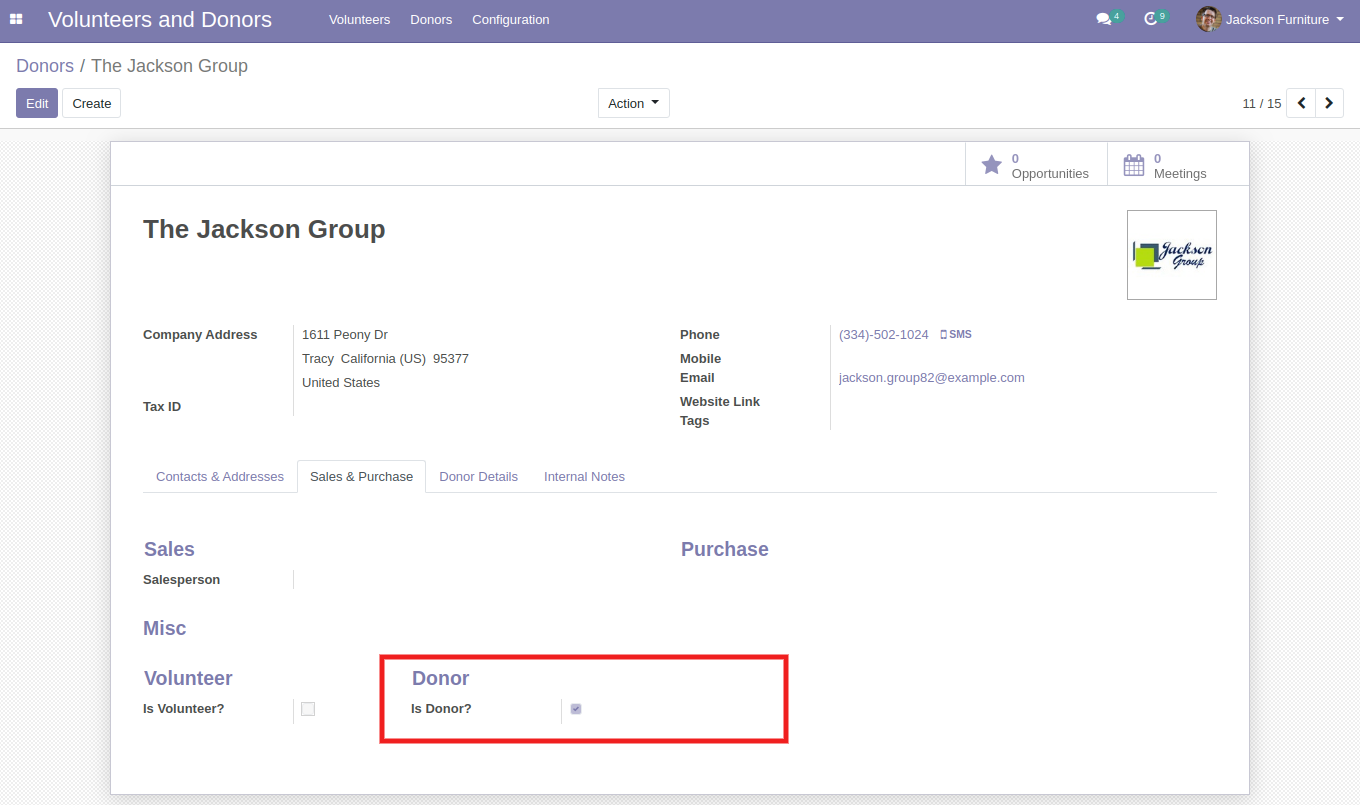 Volunteers and Donors Volunteers Donors Configuration 4 9 Jackson Furniture
Donors / The Jackson Group
Edit Create Action 11 / 15
0 Opportunities 0 Meetings
The Jackson Group
Jackson
Group
Company Address 1611 Peony Dr
Tracy California (US) 95377
United States
Tax ID
Phone (334)-502-1024 SMS
Mobile
Email jackson.group82@example.com
Website Link
Tags
Contacts & Addresses Sales & Purchase Donor Details Internal Notes
Sales Purchase
Salesperson
Misc
Volunteer Donor
Is Volunteer? Is Donor?